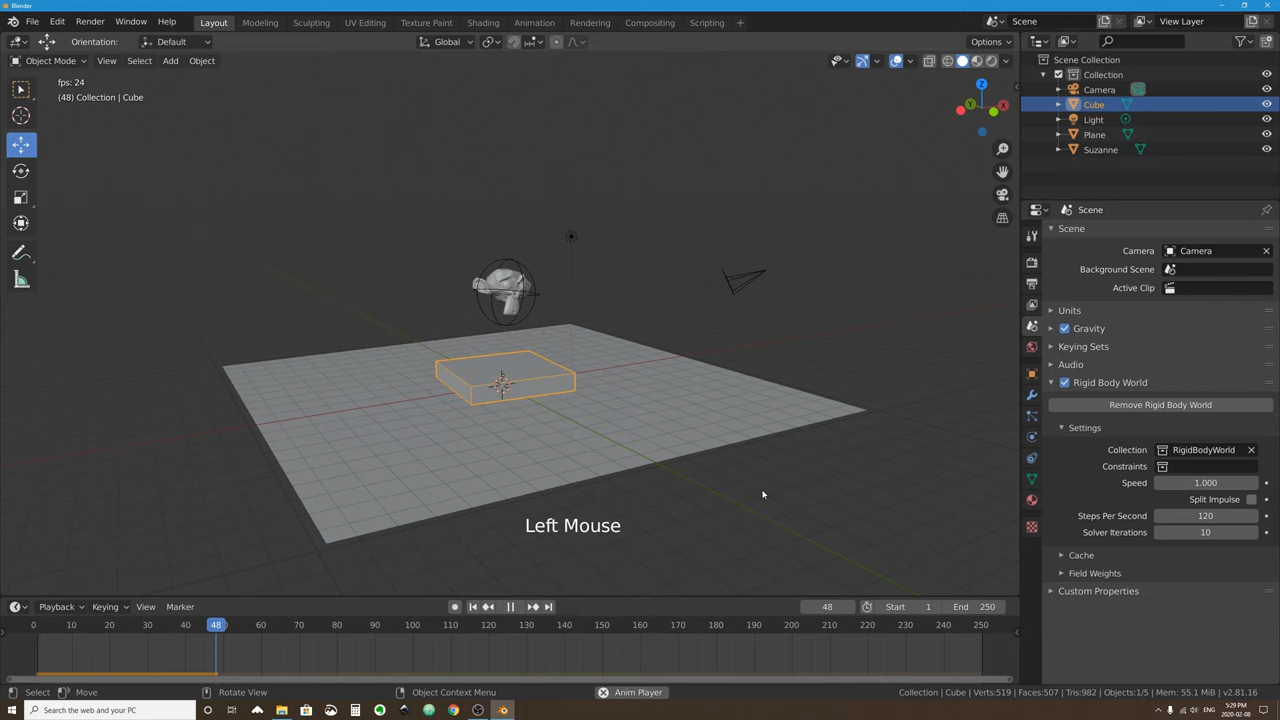 Blender
File Edit Render Window Help
Layout Modeling Sculpting UV Editing Texture Paint Shading Animation Rendering Compositing Scripting +
Scene
View Layer
Orientation: Default
Global
Options
Object Mode View Select Add Object
fps: 24
(48) Collection | Cube
Z
Y
X
Left Mouse
Scene Collection
Collection
Camera
Cube
Light
Plane
Suzanne
Scene
Scene
Camera Camera
Background Scene
Active Clip
Units
Gravity
Keying Sets
Audio
Rigid Body World
Remove Rigid Body World
Settings
Collection RigidBodyWorld
Constraints
Speed 1.000
Split Impulse
Steps Per Second 120
Solver Iterations 10
Cache
Field Weights
Custom Properties
Playback Keying View Marker
48 Start 1 End 250
0 10 20 30 40 48 60 70 80 90 100 110 120 130 140 150 160 170 180 190 200 210 220 230 240 250
Select Move Rotate View Object Context Menu Anim Player
Collection | Cube | Verts:519 | Faces:507 | Tris:982 | Objects:1/5 | Mem: 55.1 MiB | v2.81.16
Search the web and your PC
ENG
5:29 PM
2020-02-08